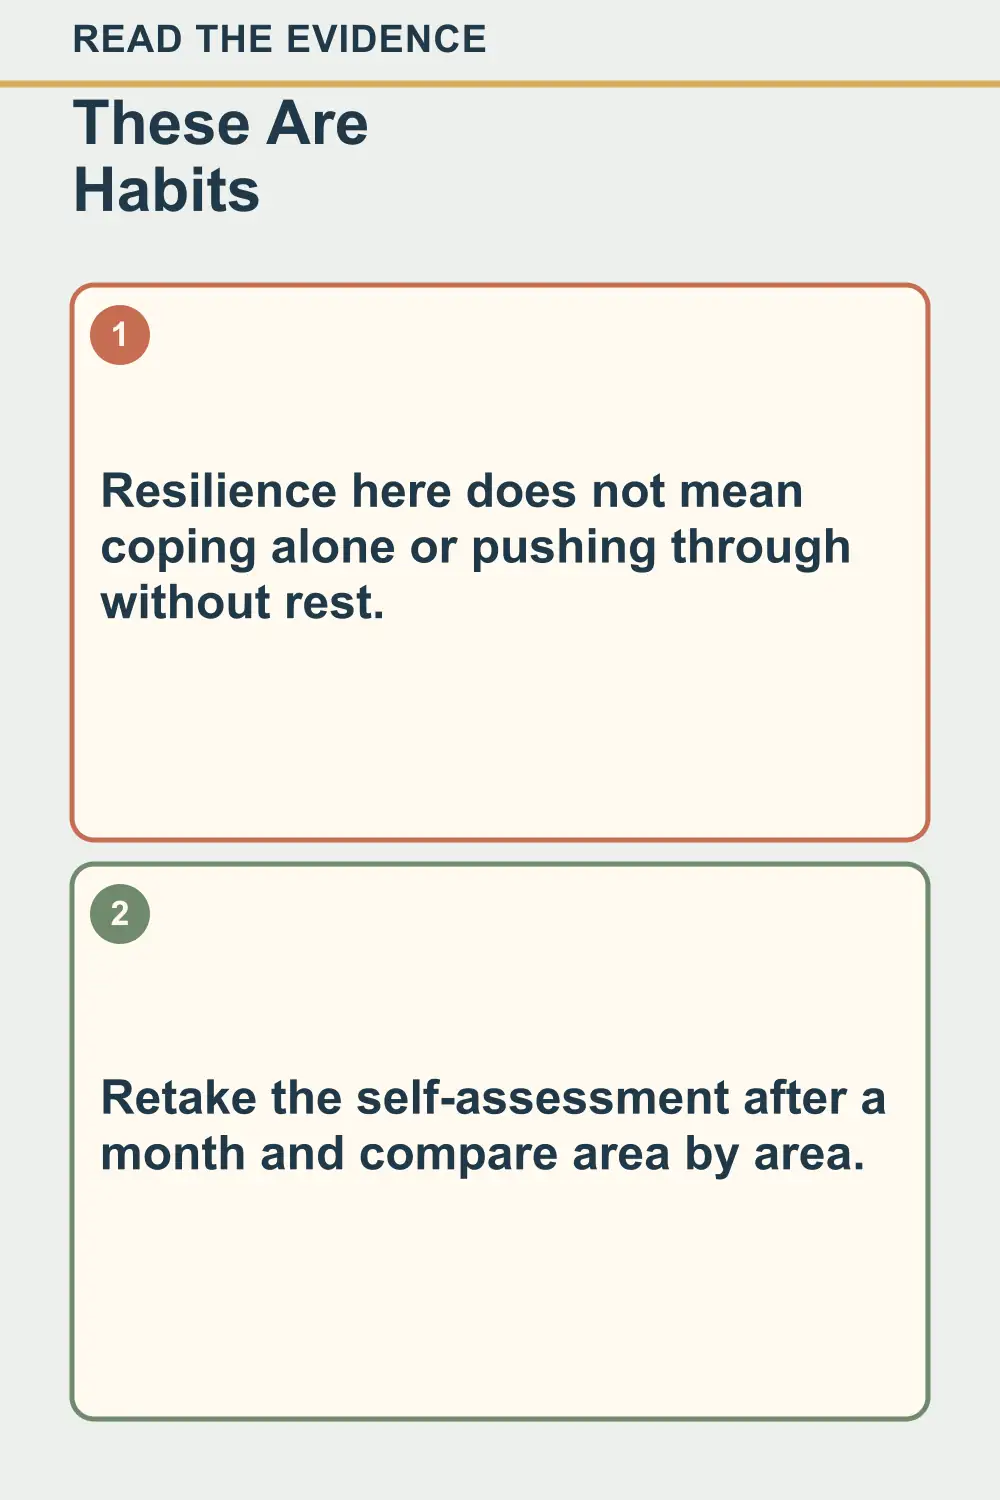 READ THE EVIDENCE
These Are
Habits
1
Resilience here does not mean
coping alone or pushing through
without rest.
2
Retake the self-assessment after a
month and compare area by area.